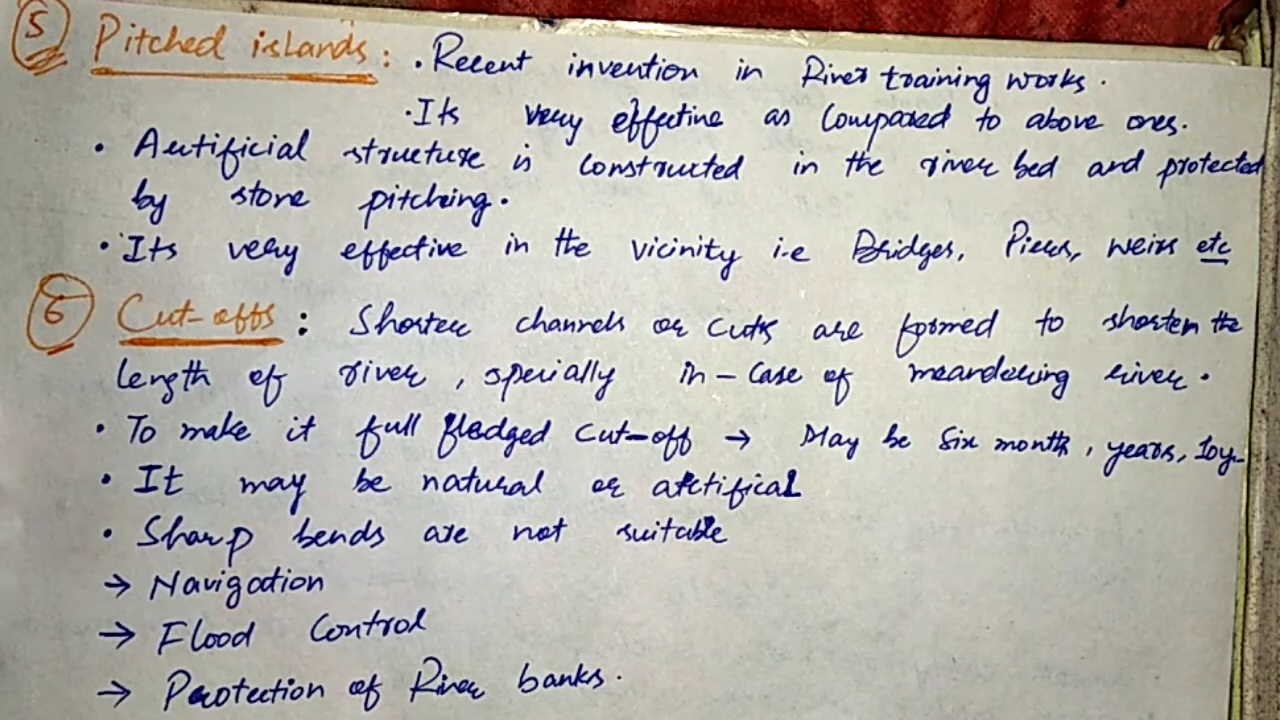 5 Pitched islands: • Recent invention in River training works.
• Its very effective as Compared to above ones.
• Artificial structure is constructed in the river bed and protected
by stone pitching.
• Its very effective in the vicinity i.e Bridges, Piers, weirs etc
6 Cut-offs: Shorter channels or cuts are formed to shorten the
length of river, specially in-case of meandering river.
• To make it full fledged cut-off → May be Six month, years, 10y-
• It may be natural or artifical
• Sharp bends are not suitable
→ Navigation
→ Flood Control
→ Protection of River banks.